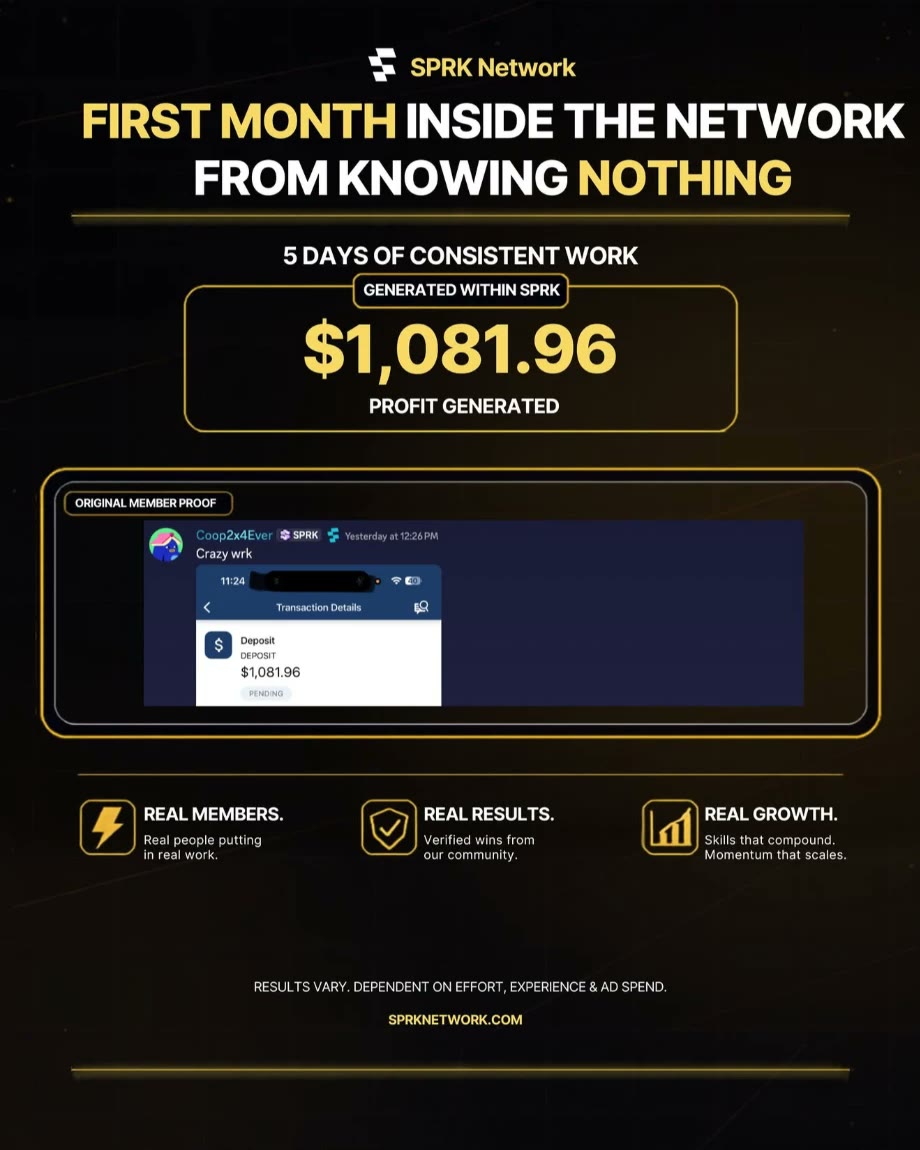 SPRK Network
FIRST MONTH INSIDE THE NETWORK
FROM KNOWING NOTHING
5 DAYS OF CONSISTENT WORK
GENERATED WITHIN SPRK
$1,081.96
PROFIT GENERATED
ORIGINAL MEMBER PROOF
Coop2x4Ever SPRK Yesterday at 12:26 PM
Crazy wrk
11:24 40
Transaction Details
$ Deposit
DEPOSIT
$1,081.96
PENDING
REAL MEMBERS.
Real people putting
in real work.
REAL RESULTS.
Verified wins from
our community.
REAL GROWTH.
Skills that compound.
Momentum that scales.
RESULTS VARY. DEPENDENT ON EFFORT, EXPERIENCE & AD SPEND.
SPRKNETWORK.COM